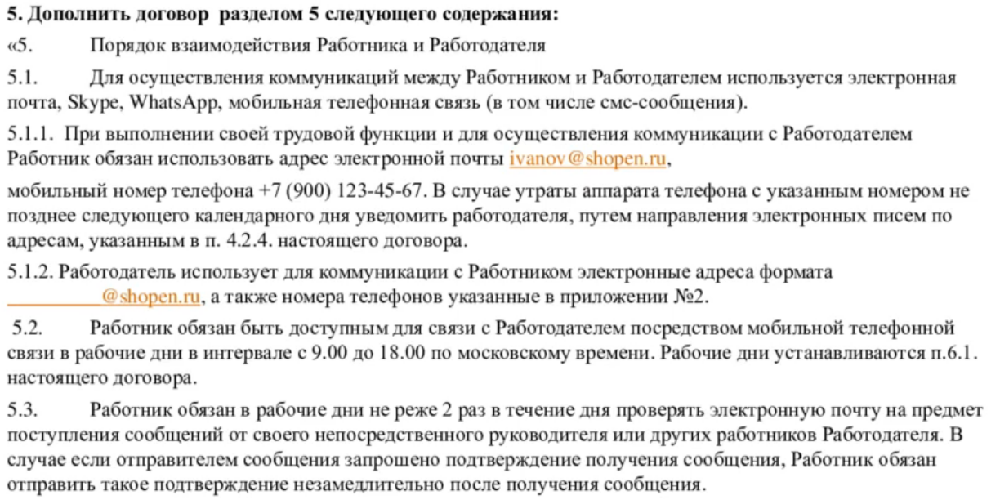 5. Дополнить договор разделом 5 следующего содержания:
«5. Порядок взаимодействия Работника и Работодателя
5.1. Для осуществления коммуникаций между Работником и Работодателем используется электронная
почта, Skype, WhatsApp, мобильная телефонная связь (в том числе смс-сообщения).
5.1.1. При выполнении своей трудовой функции и для осуществления коммуникации с Работодателем
Работник обязан использовать адрес электронной почты ivanov@shopen.ru,
мобильный номер телефона +7 (900) 123-45-67. В случае утраты аппарата телефона с указанным номером не
позднее следующего календарного дня уведомить работодателя, путем направления электронных писем по
адресам, указанным в п. 4.2.4. настоящего договора.
5.1.2. Работодатель использует для коммуникации с Работником электронные адреса формата
__________@shopen.ru, а также номера телефонов указанные в приложении №2.
5.2. Работник обязан быть доступным для связи с Работодателем посредством мобильной телефонной
связи в рабочие дни в интервале с 9.00 до 18.00 по московскому времени. Рабочие дни устанавливаются п.6.1.
настоящего договора.
5.3. Работник обязан в рабочие дни не реже 2 раз в течение дня проверять электронную почту на предмет
поступления сообщений от своего непосредственного руководителя или других работников Работодателя. В
случае если отправителем сообщения запрошено подтверждение получения сообщения, Работник обязан
отправить такое подтверждение незамедлительно после получения сообщения.